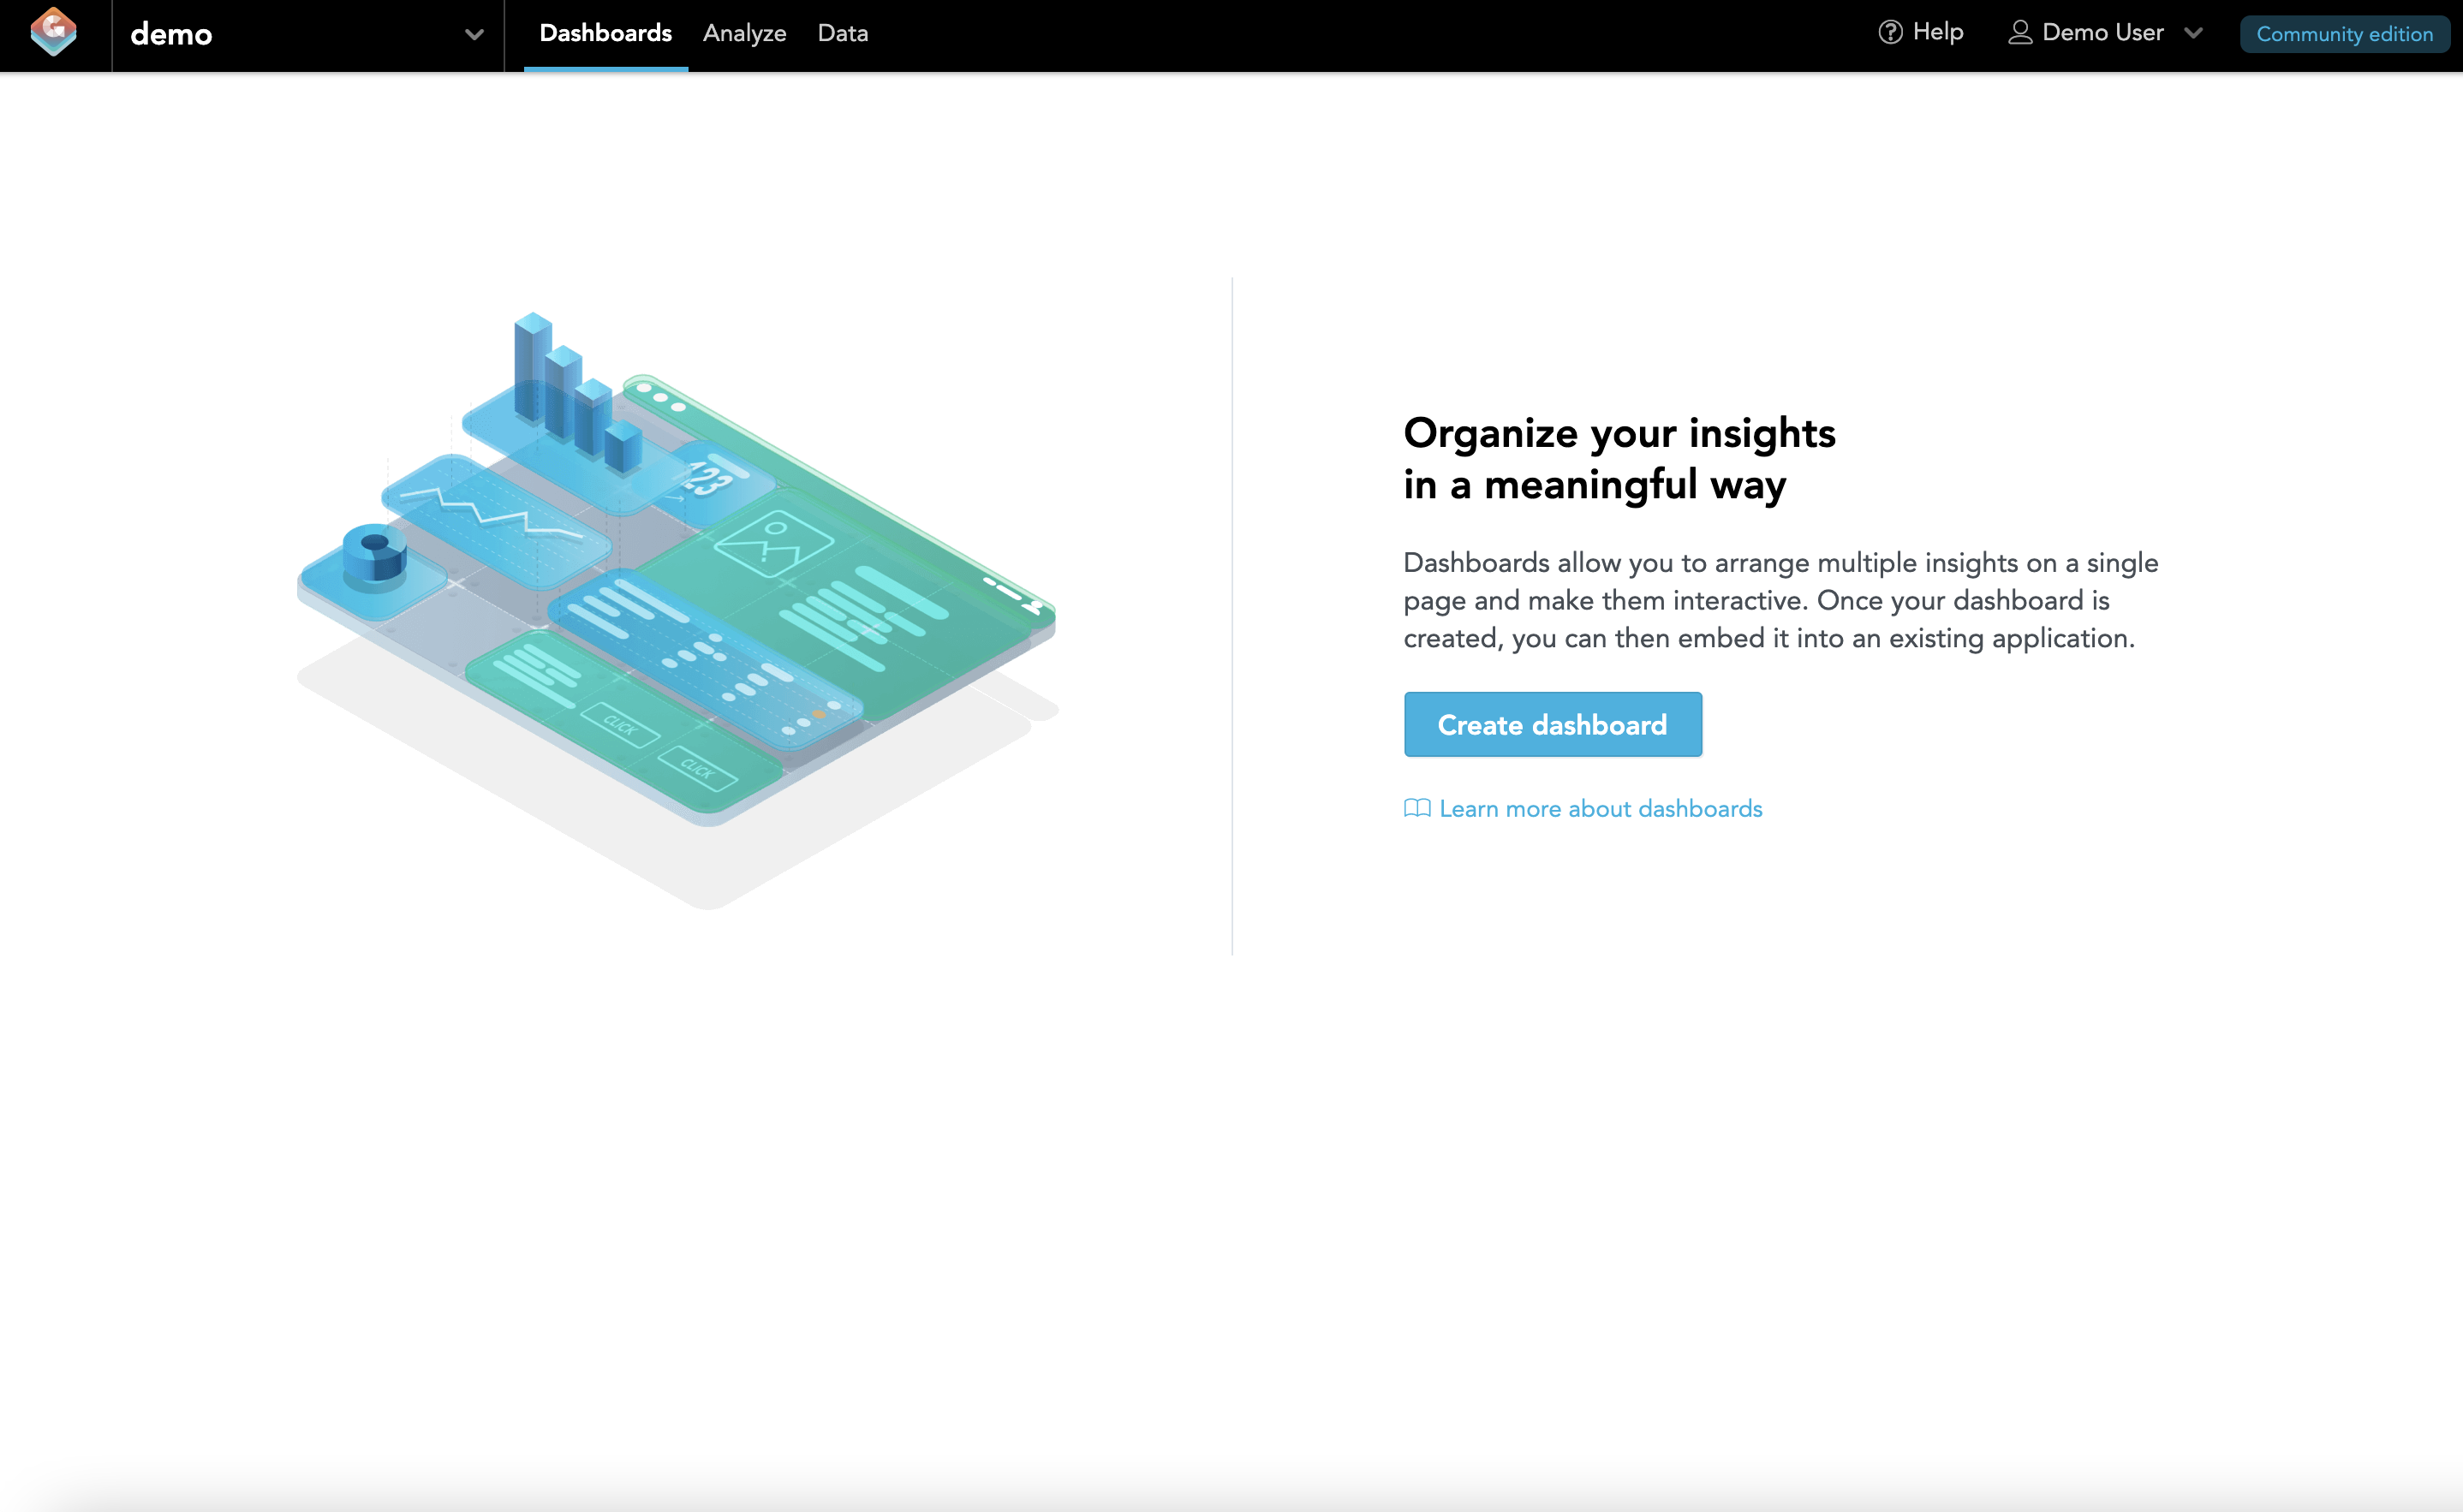 demo
Dashboards
Analyze
Data
Help
Demo User
Community edition
123
CLICK
CLICK
Organize your insights
in a meaningful way
Dashboards allow you to arrange multiple insights on a single
page and make them interactive. Once your dashboard is
created, you can then embed it into an existing application.
Create dashboard
Learn more about dashboards